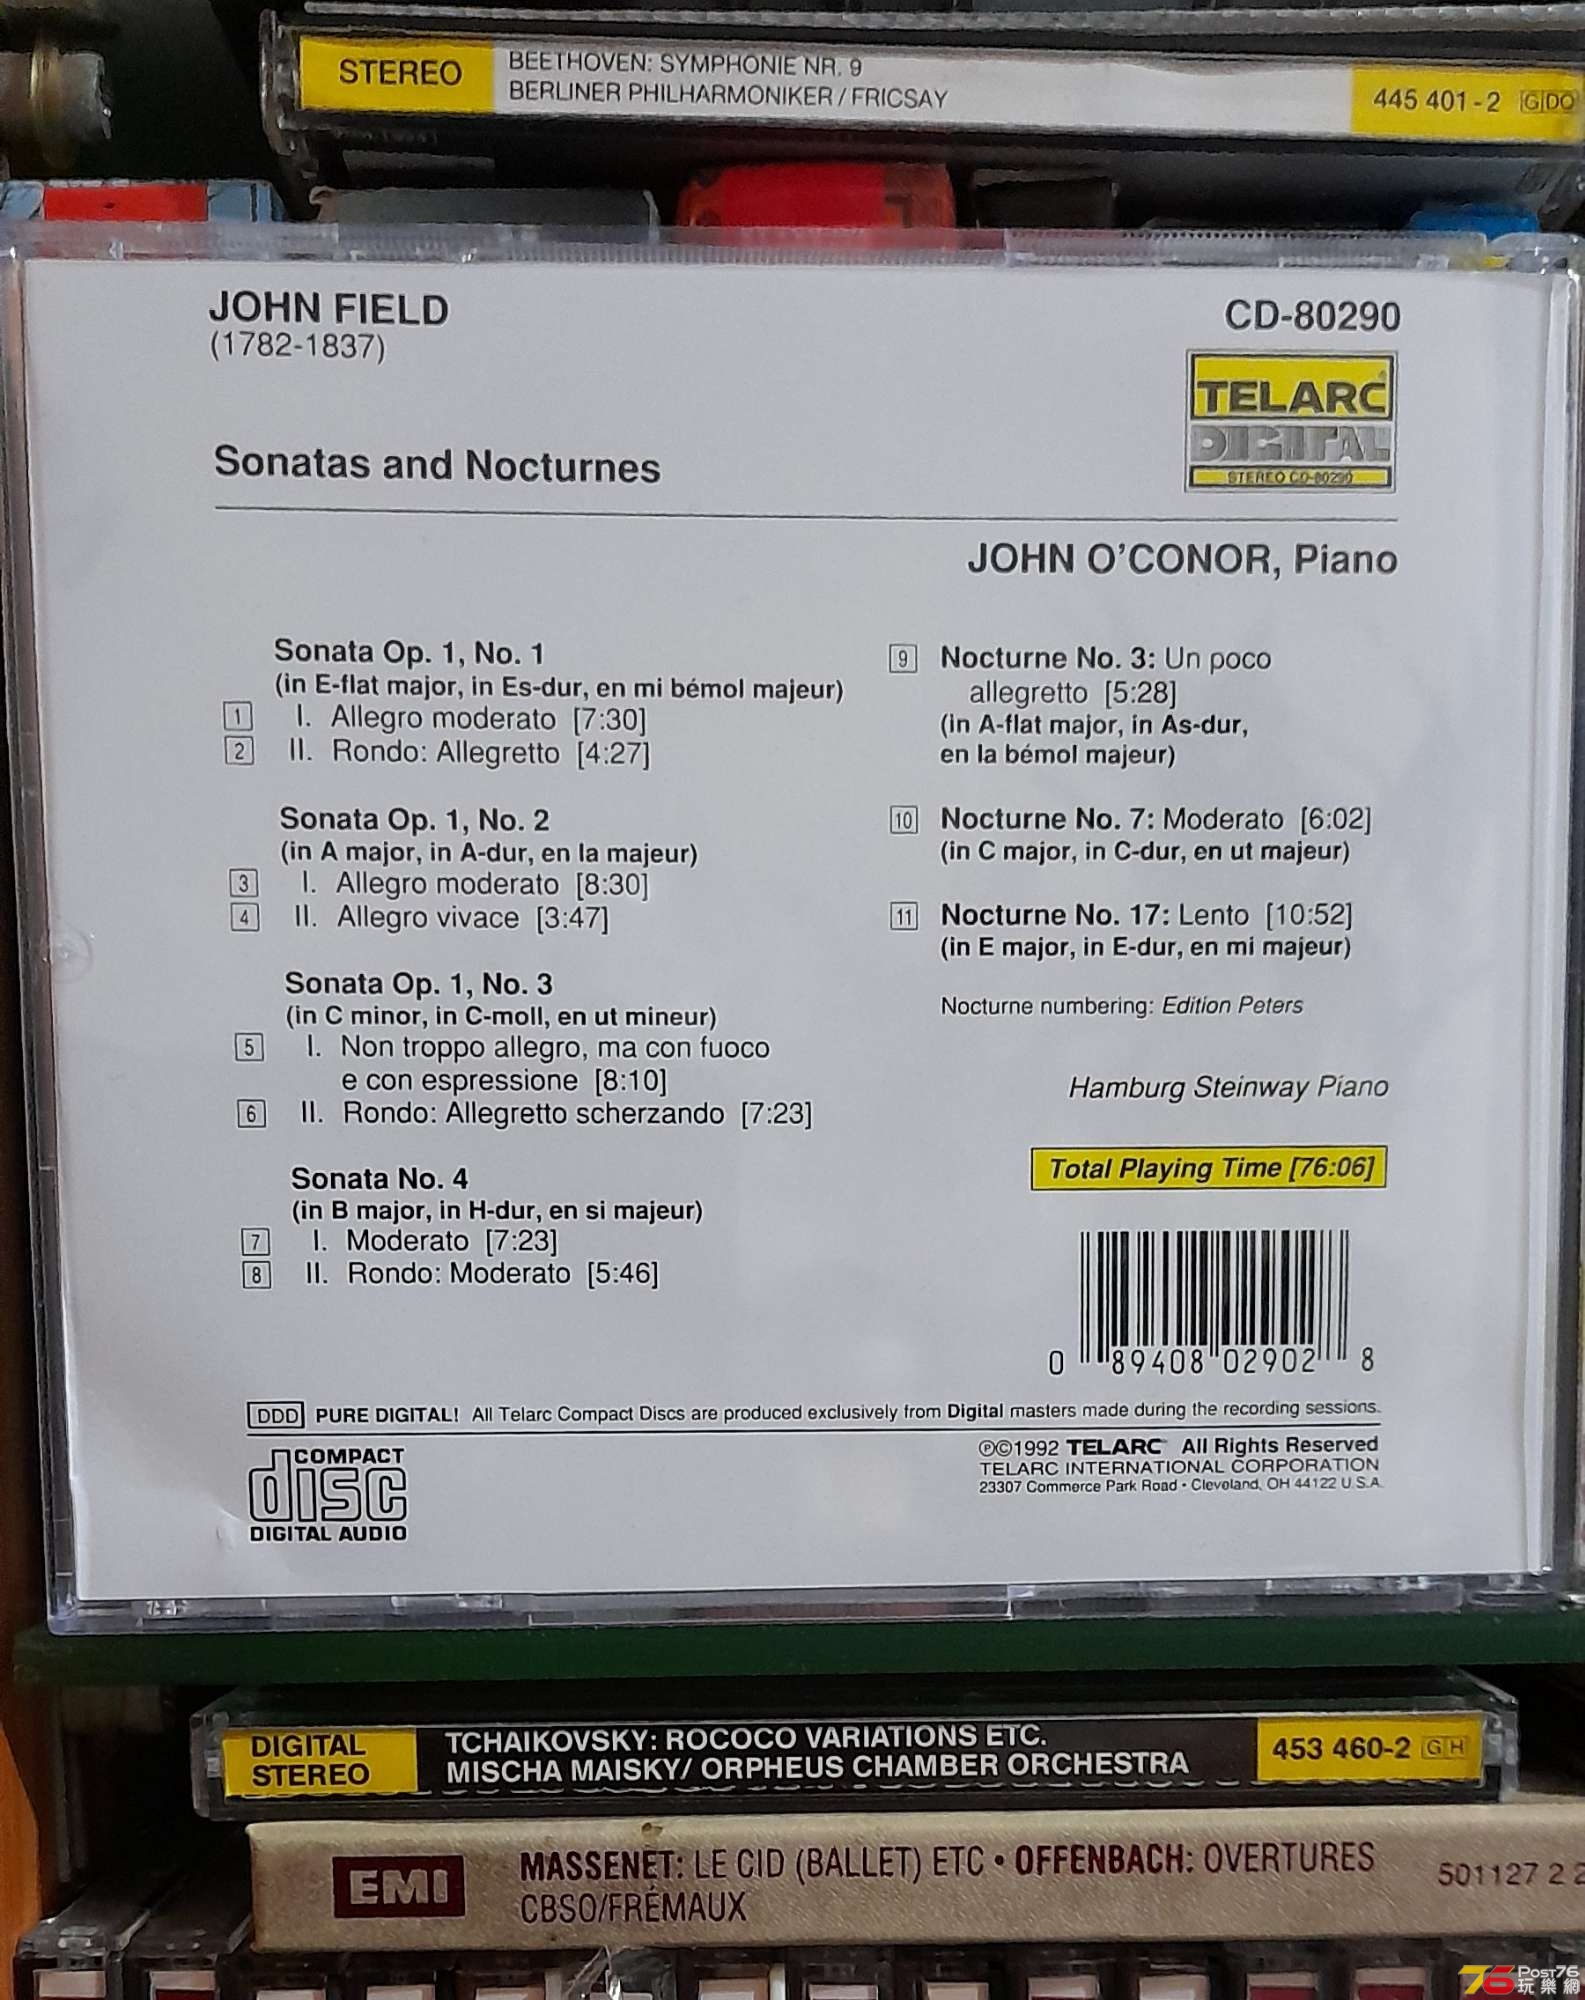 STEREO
BEETHOVEN: SYMPHONIE NR. 9
BERLINER PHILHARMONIKER / FRICSAY
445 401-2 G DO
JOHN FIELD
(1782-1837)
CD-80290
TELARC
DIGITAL
STEREO CD-80290
Sonatas and Nocturnes
JOHN O'CONOR, Piano
Sonata Op. 1, No. 1
(in E-flat major, in Es-dur, en mi bémol majeur)
1 I. Allegro moderato [7:30]
2 II. Rondo: Allegretto [4:27]
Sonata Op. 1, No. 2
(in A major, in A-dur, en la majeur)
3 I. Allegro moderato [8:30]
4 II. Allegro vivace [3:47]
Sonata Op. 1, No. 3
(in C minor, in C-moll, en ut mineur)
5 I. Non troppo allegro, ma con fuoco
e con espressione [8:10]
6 II. Rondo: Allegretto scherzando [7:23]
Sonata No. 4
(in B major, in H-dur, en si majeur)
7 I. Moderato [7:23]
8 II. Rondo: Moderato [5:46]
9 Nocturne No. 3: Un poco
allegretto [5:28]
(in A-flat major, in As-dur,
en la bémol majeur)
10 Nocturne No. 7: Moderato [6:02]
(in C major, in C-dur, en ut majeur)
11 Nocturne No. 17: Lento [10:52]
(in E major, in E-dur, en mi majeur)
Nocturne numbering: Edition Peters
Hamburg Steinway Piano
Total Playing Time [76:06]
0 89408 02902 8
DDD PURE DIGITAL! All Telarc Compact Discs are produced exclusively from Digital masters made during the recording sessions.
COMPACT
disc
DIGITAL AUDIO
℗©1992 TELARC All Rights Reserved
TELARC INTERNATIONAL CORPORATION
23307 Commerce Park Road • Cleveland, OH 44122 U.S.A.
DIGITAL
STEREO
TCHAIKOVSKY: ROCOCO VARIATIONS ETC.
MISCHA MAISKY/ ORPHEUS CHAMBER ORCHESTRA
453 460-2 GH
EMI
MASSENET: LE CID (BALLET) ETC • OFFENBACH: OVERTURES
CBSO/FRÉMAUX
501127 2 2
76 POST76
玩樂網